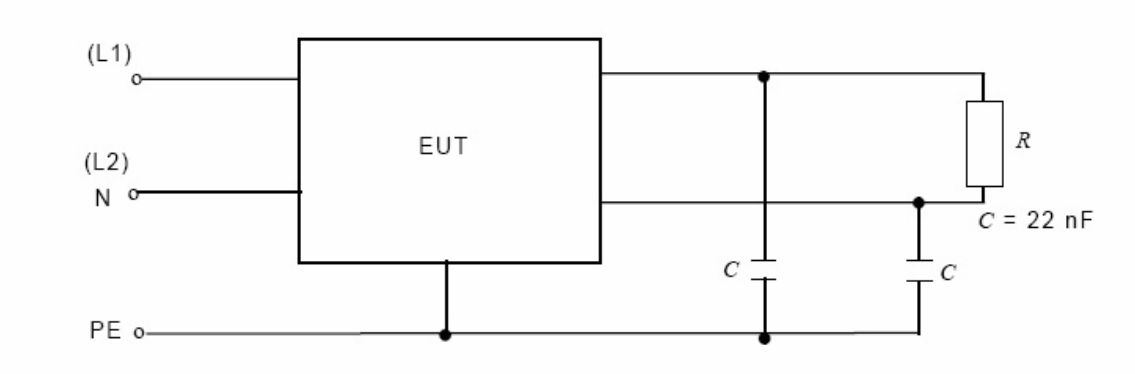 (L1)
EUT
R
(L2)
N
C = 22 nF
C
C
PE